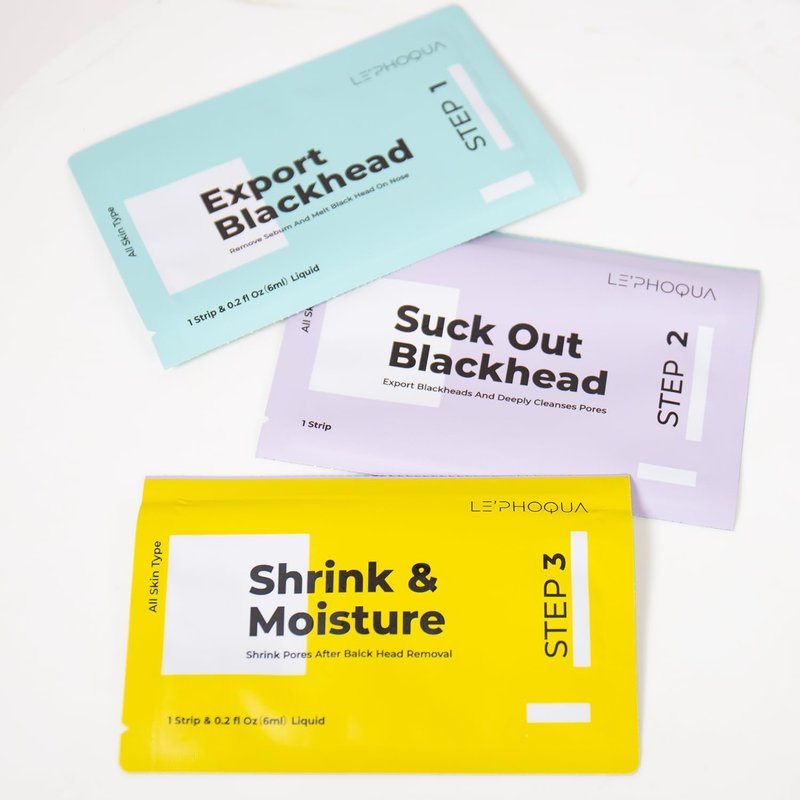 LE'PHOQUA
STEP 1
Export
Blackhead
Remove Sebum And Melt Black Head On Nose
All Skin Type
1 Strip & 0.2 fl Oz(6ml) Liquid
LE'PHOQUA
STEP 2
Suck Out
Blackhead
Export Blackheads And Deeply Cleanses Pores
All
1 Strip
LE'PHOQUA
STEP 3
Shrink &
Moisture
Shrink Pores After Balck Head Removal
All Skin Type
1 Strip & 0.2 fl Oz(6ml) Liquid